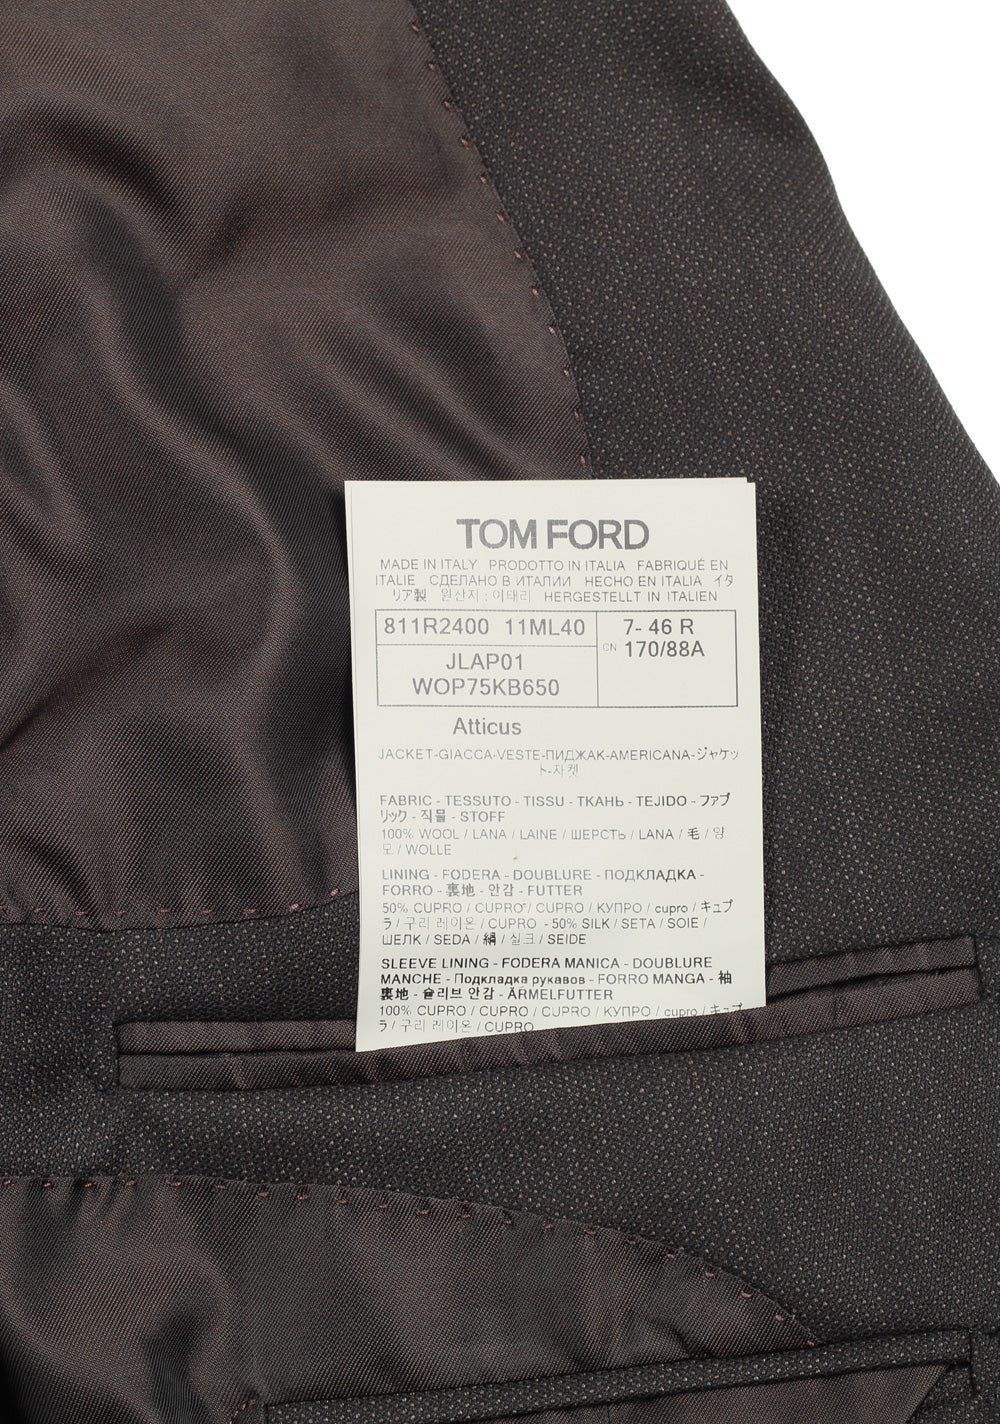 TOM FORD
MADE IN ITALY PRODOTTO IN ITALIA FABRIQUÉ EN
ITALIE СДЕЛАНО В ИТАЛИИ HECHO EN ITALIA イタ
リア製 원산지 : 이태리 HERGESTELLT IN ITALIEN
811R2400 11ML40 7- 46 R
CN 170/88A
JLAP01
WOP75KB650
Atticus
JACKET-GIACCA-VESTE-ПИДЖАК-AMERICANA-ジャケッ
ト-자켓
FABRIC - TESSUTO - TISSU - ТКАНЬ - TEJIDO - ファブ
リック - 직물 - STOFF
100% WOOL / LANA / LAINE / ШЕРСТЬ / LANA / 毛 / 양
모 / WOLLE
LINING - FODERA - DOUBLURE - ПОДКЛАДКА -
FORRO - 裏地 - 안감 - FUTTER
50% CUPRO / CUPRO / CUPRO / КУПРО / cupro / キュプ
ラ / 구리 레이온 / CUPRO - 50% SILK / SETA / SOIE /
ШЕЛК / SEDA / 絹 / 실크 / SEIDE
SLEEVE LINING - FODERA MANICA - DOUBLURE
MANCHE - Подкладка рукавов - FORRO MANGA - 袖
裏地 - 슬리브 안감 - ÄRMELFUTTER
100% CUPRO / CUPRO / CUPRO / КУПРО / cupro / キュプ
ラ / 구리 레이온 / CUPRO